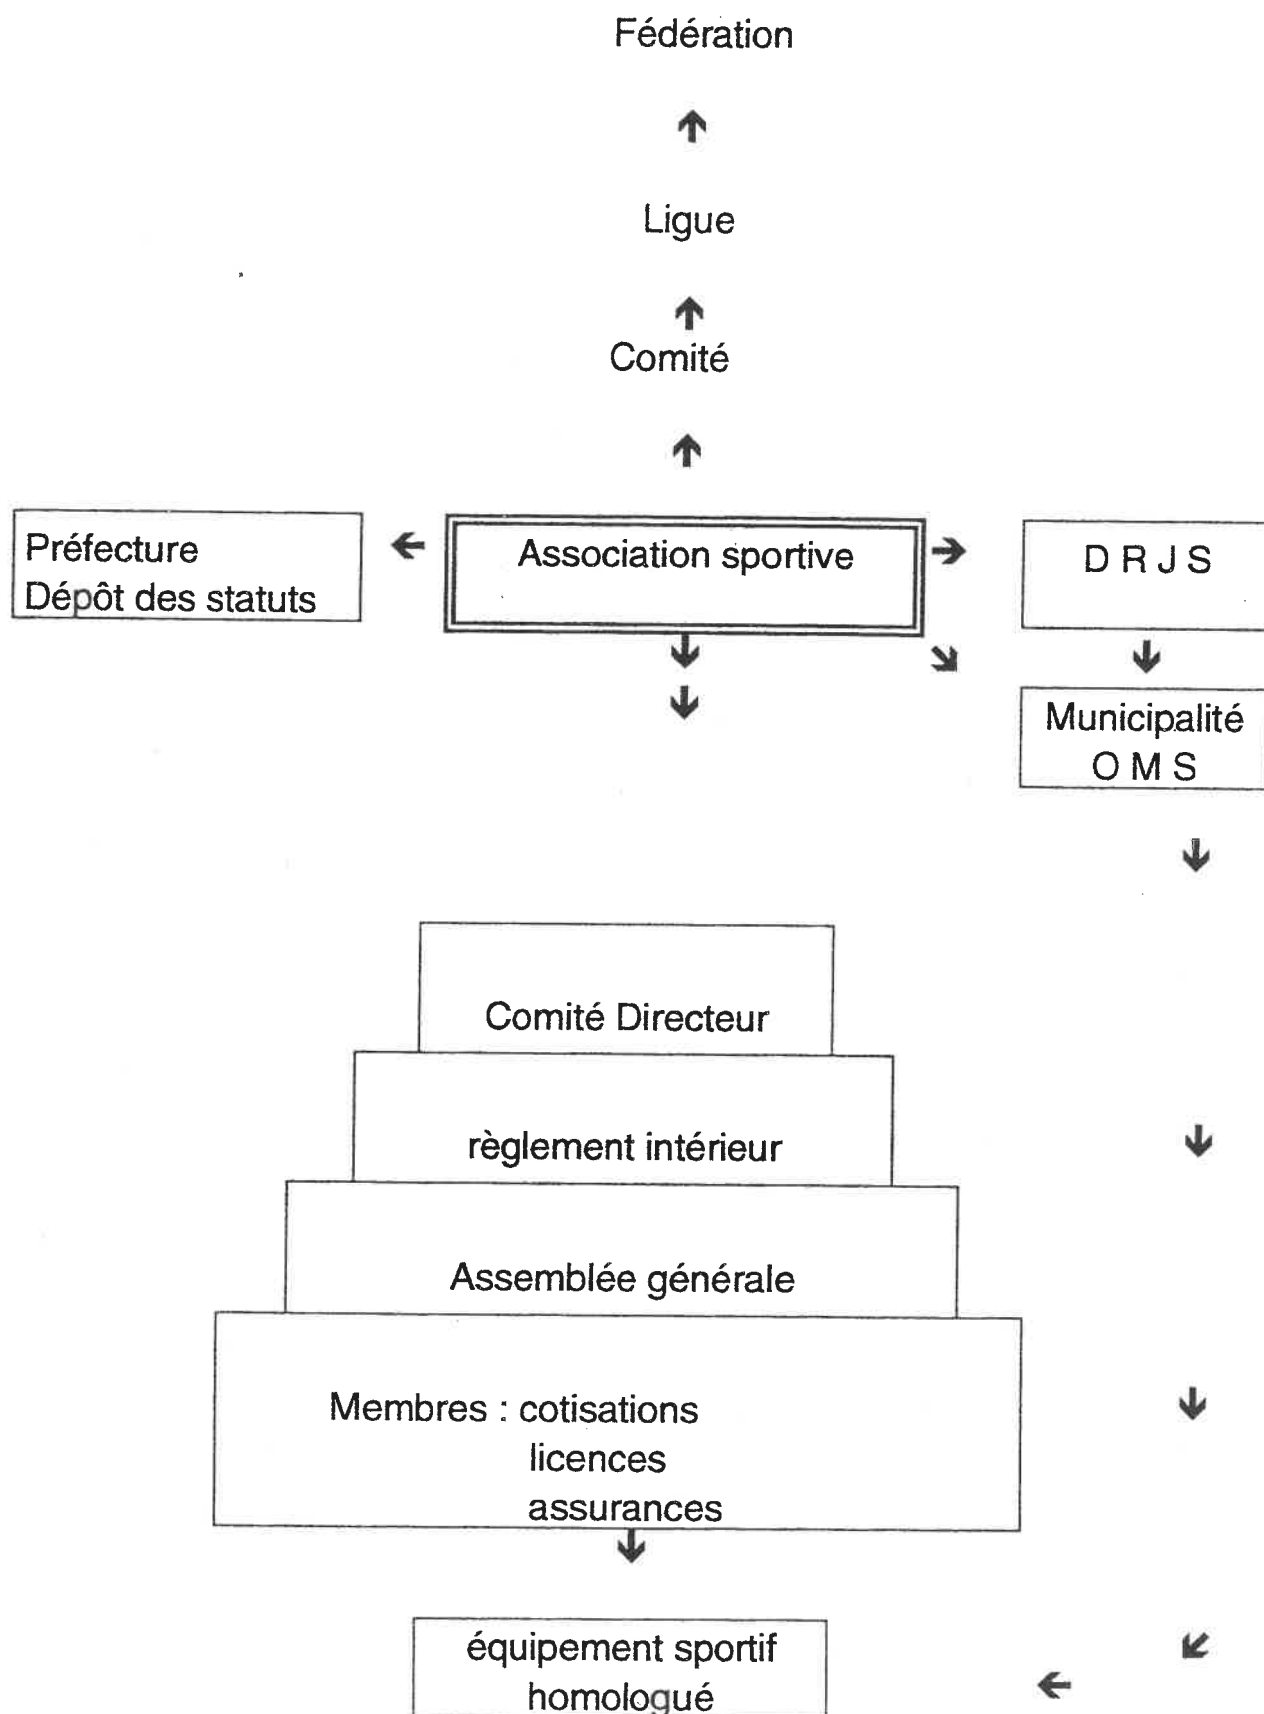 Fédération
Ligue
Comité
Préfecture
Dépôt des statuts
Association sportive
D R J S
Municipalité
O M S
Comité Directeur
règlement intérieur
Assemblée générale
Membres : cotisations
licences
assurances
équipement sportif
homologué